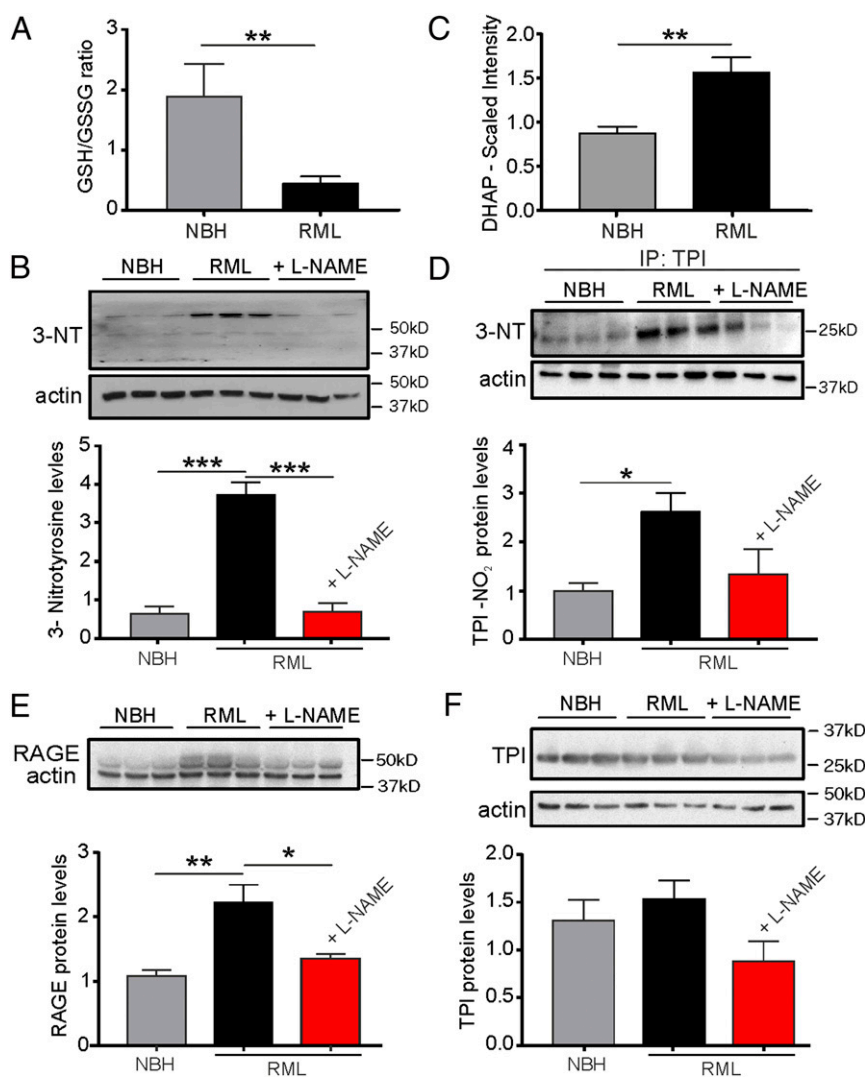 A
**
GSH/GSSG ratio
3
2
1
0
NBH
RML
C
**
DHAP - Scaled Intensity
2.0
1.5
1.0
0.5
0.0
NBH
RML
B
NBH RML + L-NAME
3-NT
50kD
37kD
actin
50kD
37kD
*** ***
3- Nitrotyrosine levles
5
4
3
2
1
0
+ L-NAME
NBH
RML
D
IP: TPI
NBH RML + L-NAME
3-NT
25kD
actin
37kD
*
TPI -NO₂ protein levels
4
3
2
1
0
+ L-NAME
NBH
RML
E
NBH RML + L-NAME
RAGE
actin
50kD
37kD
** *
RAGE protein levels
3
2
1
0
+ L-NAME
NBH
RML
F
NBH RML + L-NAME
TPI
37kD
25kD
actin
50kD
37kD
TPI protein levels
2.0
1.5
1.0
0.5
0.0
+ L-NAME
NBH
RML